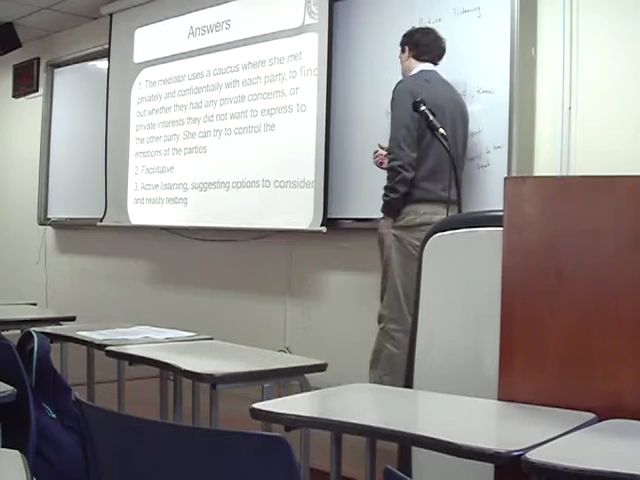 Answers
1. The mediator uses a caucus where she met
privately and confidentially with each party, to find
out whether they had any private concerns, or
private interests they did not want to express to
the other party. She can try to control the
emotions of the parties
2. Facilitative
3. Active listening, suggesting options to consider
and reality testing
Listening